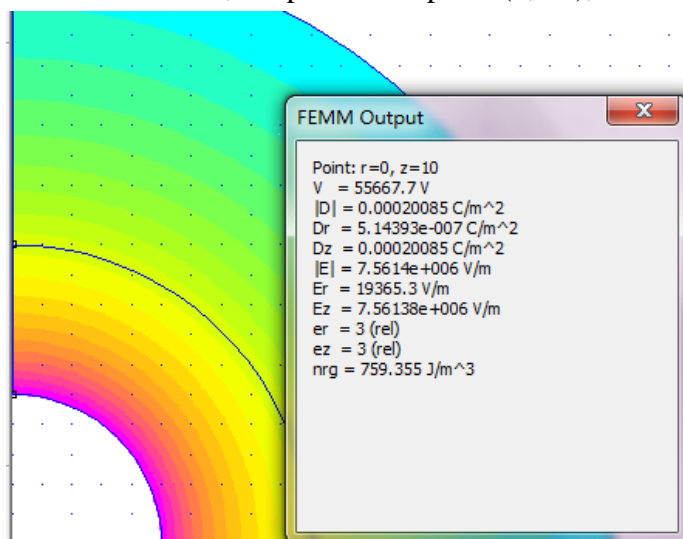 FEMM Output
Point: r=0, z=10
V = 55667.7 V
|D| = 0.00020085 C/m^2
Dr = 5.14393e-007 C/m^2
Dz = 0.00020085 C/m^2
|E| = 7.5614e+006 V/m
Er = 19365.3 V/m
Ez = 7.56138e+006 V/m
er = 3 (rel)
ez = 3 (rel)
nrg = 759.355 J/m^3